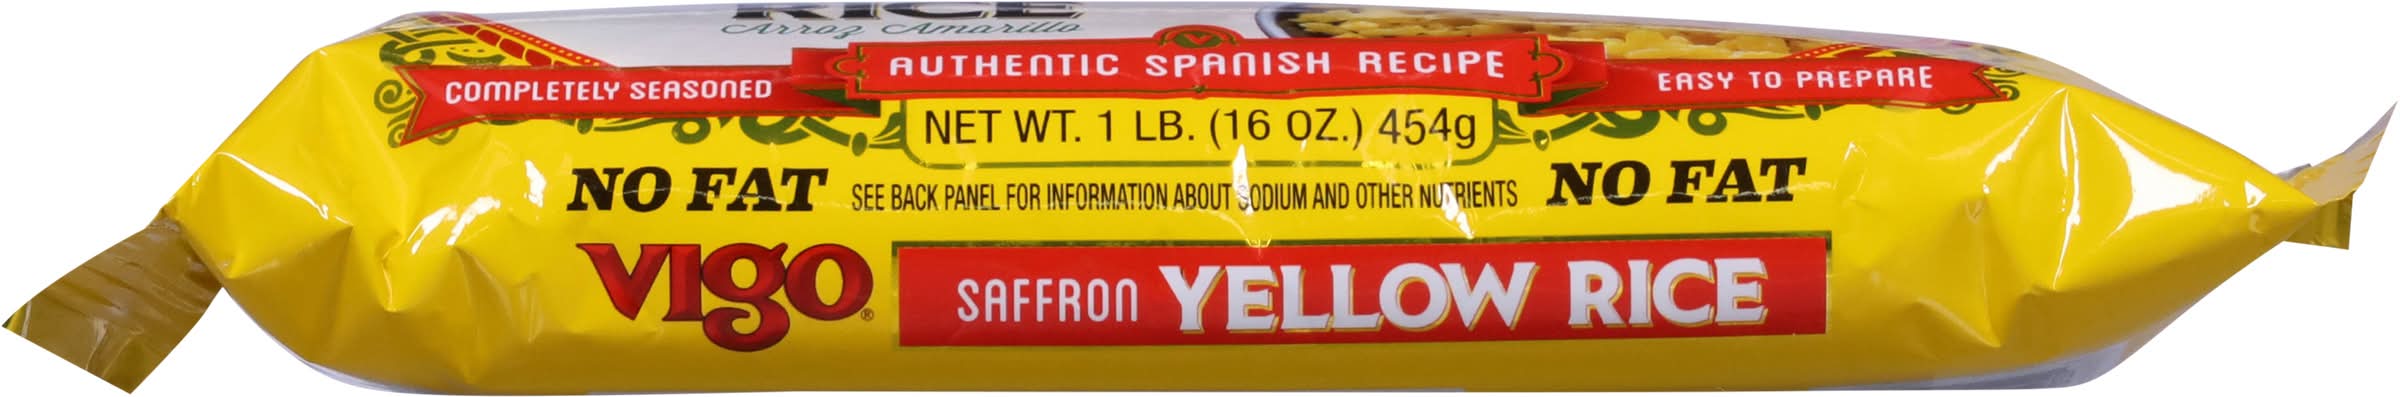 RICE
Arroz Amarillo
COMPLETELY SEASONED
AUTHENTIC SPANISH RECIPE
EASY TO PREPARE
NET WT. 1 LB. (16 OZ.) 454g
NO FAT
SEE BACK PANEL FOR INFORMATION ABOUT SODIUM AND OTHER NUTRIENTS
NO FAT
VIGO®
SAFFRON YELLOW RICE